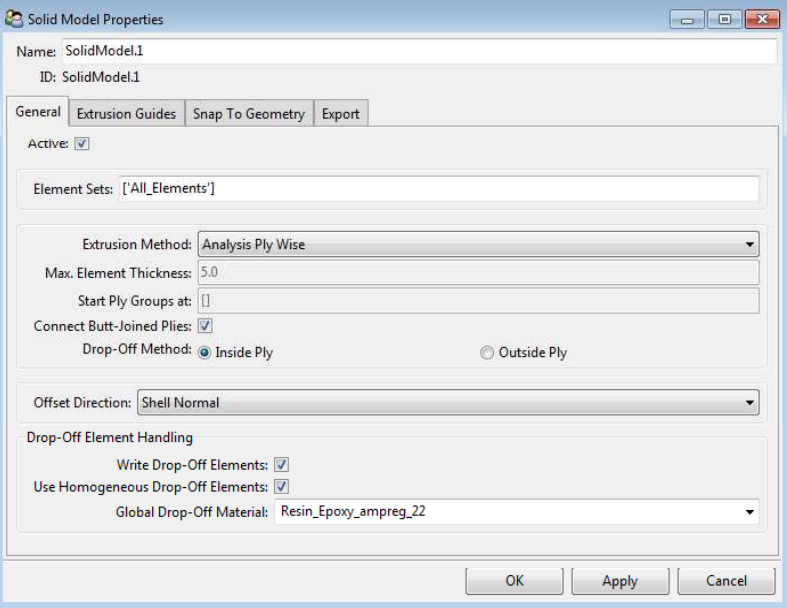 Solid Model Properties
Name: SolidModel.1
ID: SolidModel.1
General Extrusion Guides Snap To Geometry Export
Active:
Element Sets: ['All_Elements']
Extrusion Method: Analysis Ply Wise
Max. Element Thickness: 5.0
Start Ply Groups at: []
Connect Butt-Joined Plies:
Drop-Off Method: Inside Ply Outside Ply
Offset Direction: Shell Normal
Drop-Off Element Handling
Write Drop-Off Elements:
Use Homogeneous Drop-Off Elements:
Global Drop-Off Material: Resin_Epoxy_ampreg_22
OK Apply Cancel